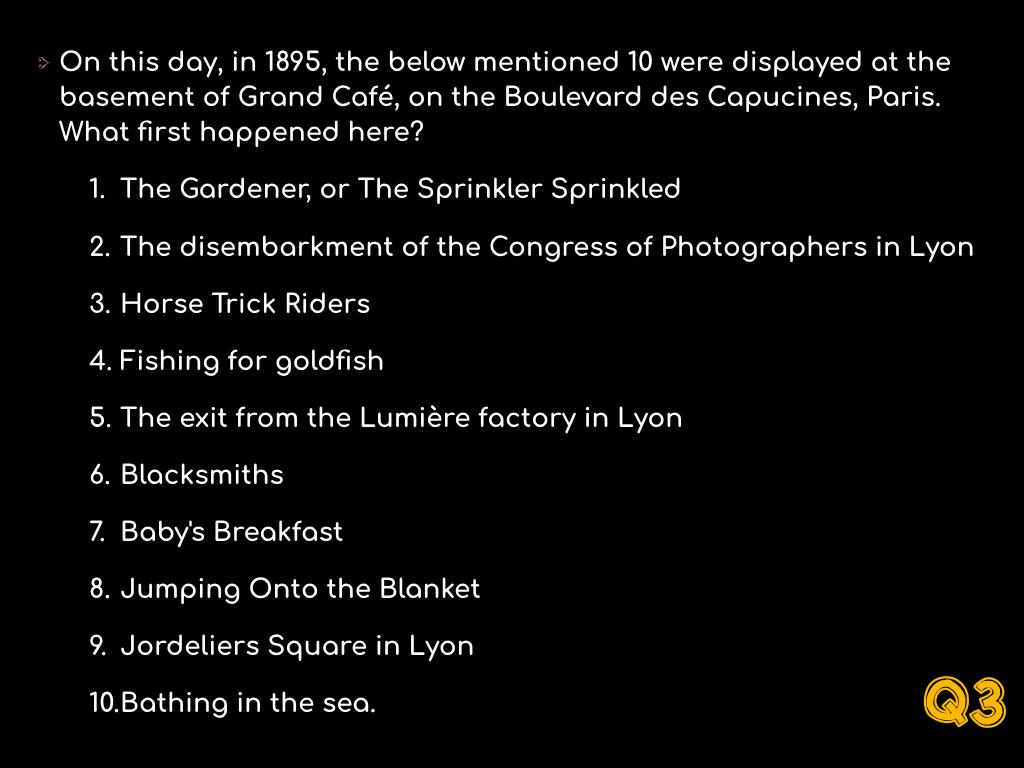 On this day, in 1895, the below mentioned 10 were displayed at the
basement of Grand Café, on the Boulevard des Capucines, Paris.
What first happened here?
1. The Gardener, or The Sprinkler Sprinkled
2. The disembarkment of the Congress of Photographers in Lyon
3. Horse Trick Riders
4. Fishing for goldfish
5. The exit from the Lumière factory in Lyon
6. Blacksmiths
7. Baby's Breakfast
8. Jumping Onto the Blanket
9. Jordeliers Square in Lyon
10.Bathing in the sea.
Q3